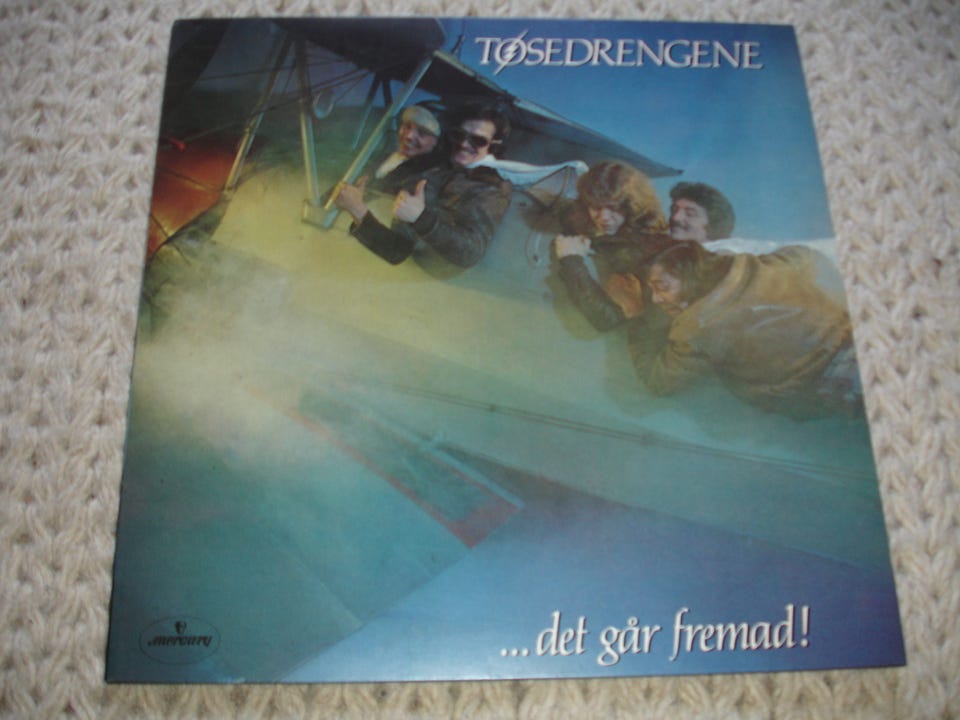 TØSEDRENGENE
...det går fremad!
mercury